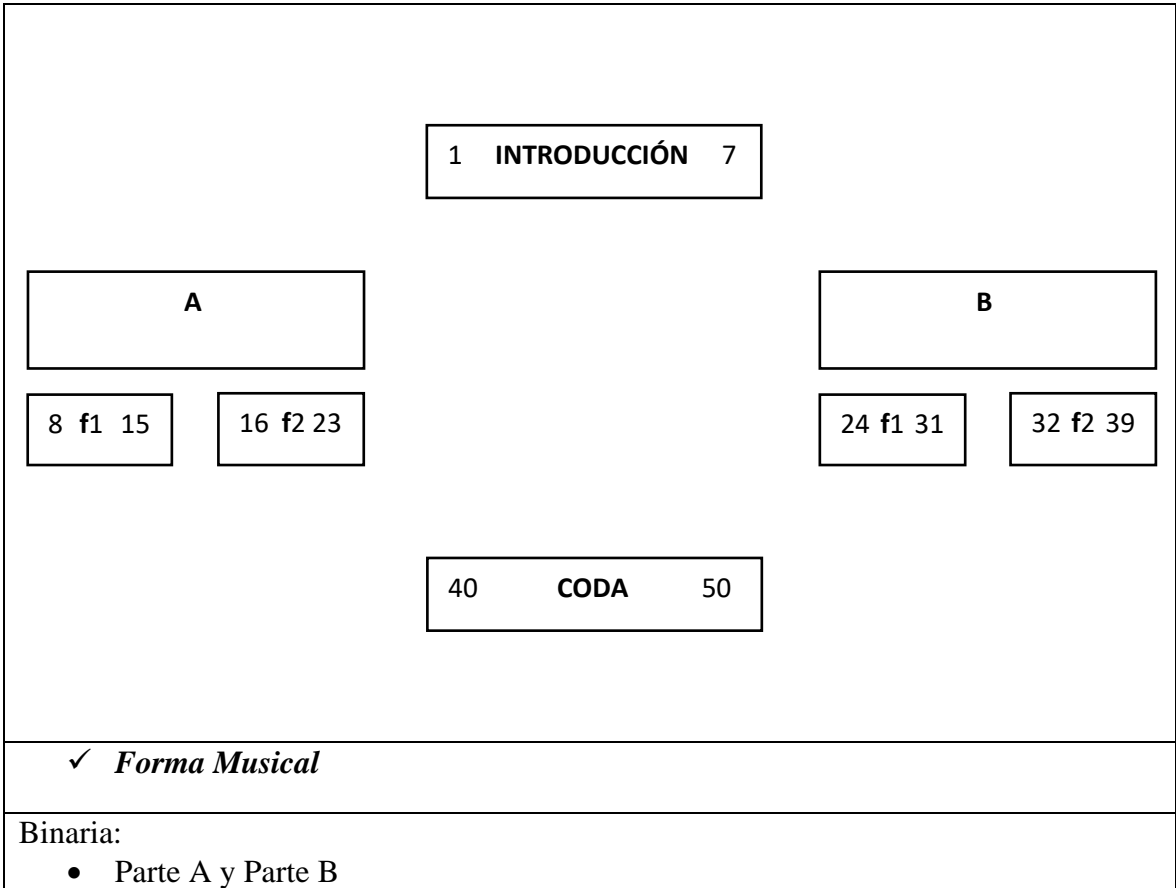 1 INTRODUCCIÓN 7
A
B
8 f1 15
16 f2 23
24 f1 31
32 f2 39
40 CODA 50
✓ Forma Musical
Binaria:
• Parte A y Parte B